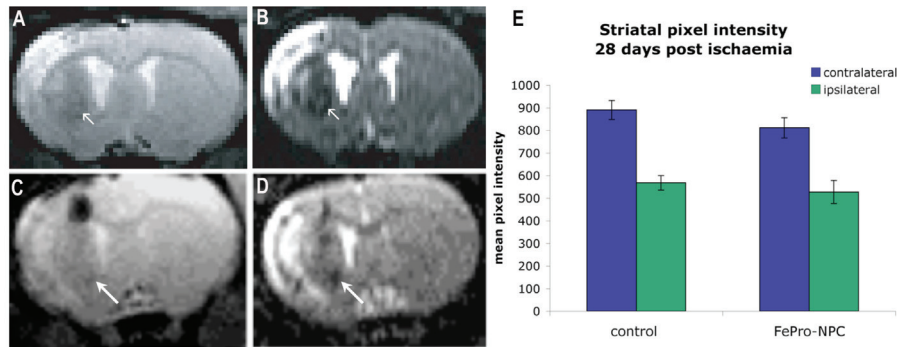 A
B
C
D
E
Striatal pixel intensity
28 days post ischaemia
contralateral
ipsilateral
mean pixel intensity
1000
900
800
700
600
500
400
300
200
100
0
control
FePro-NPC